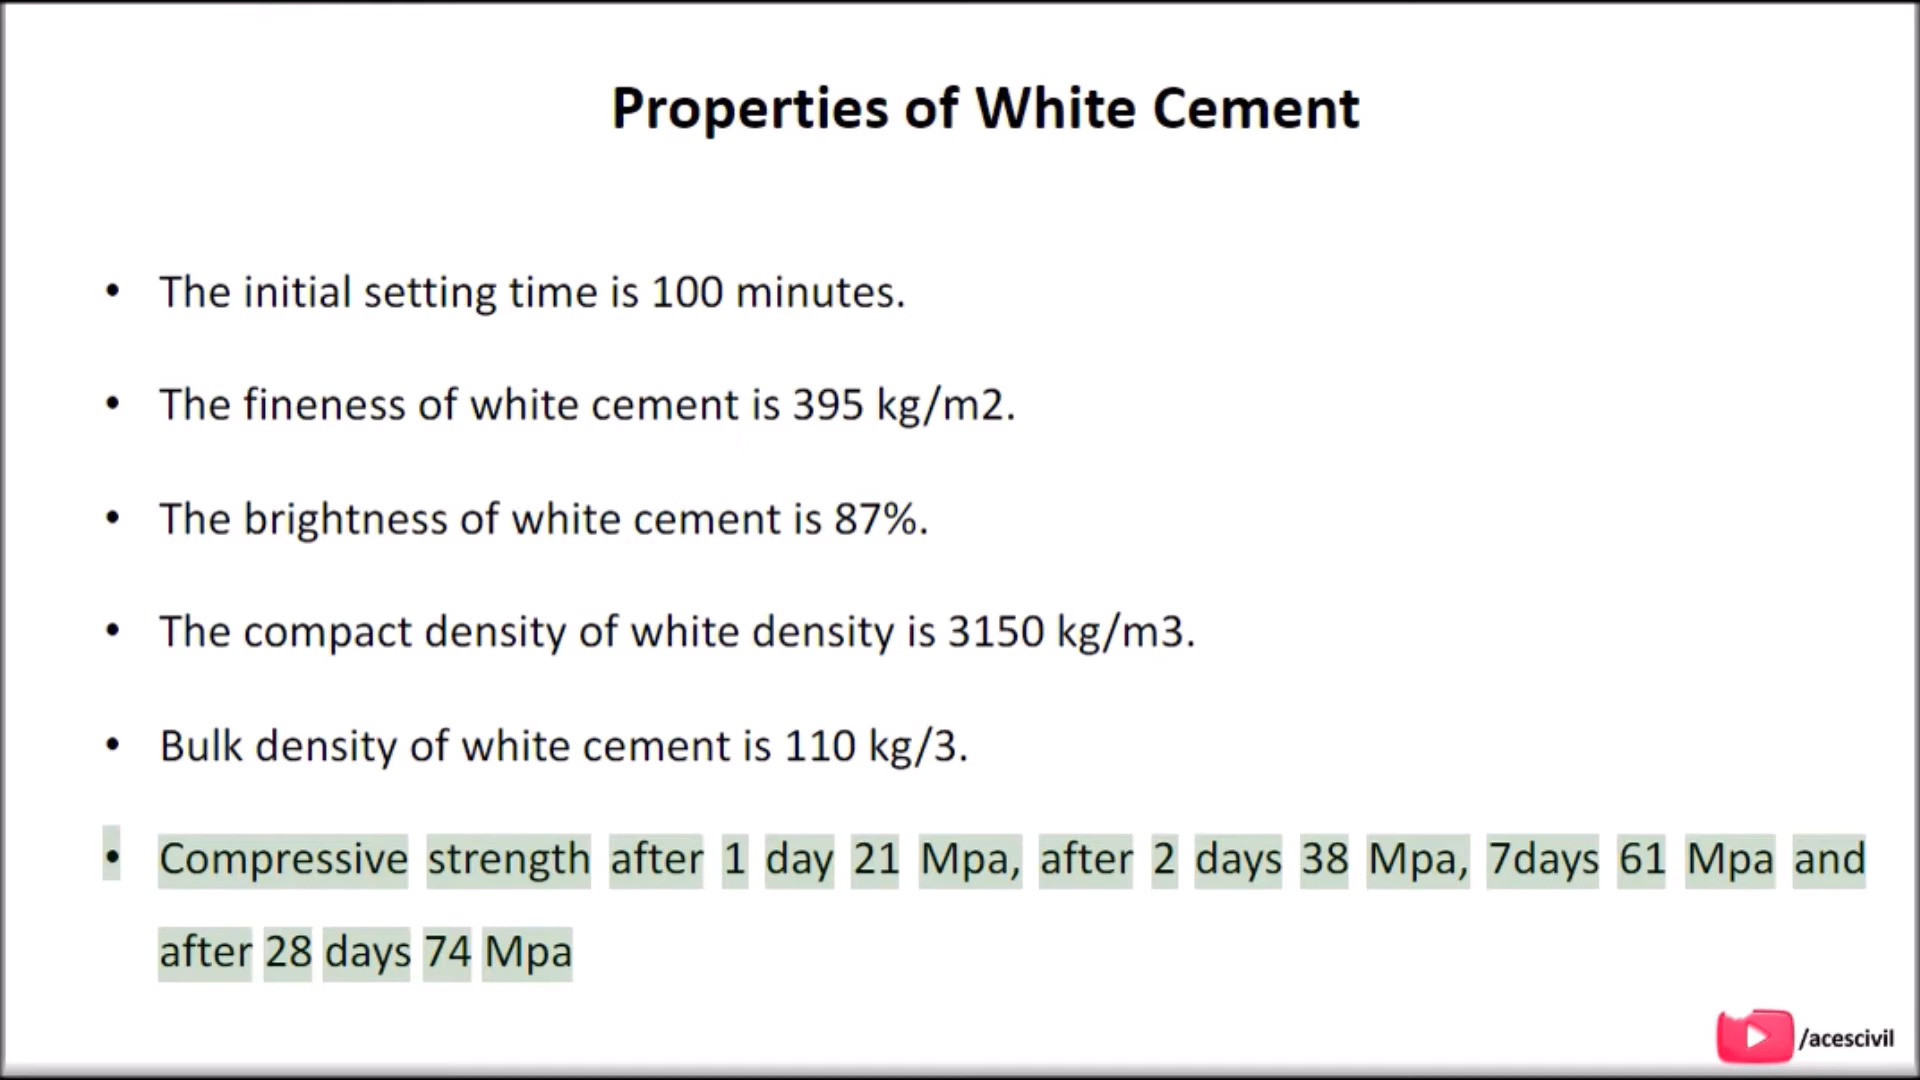 Properties of White Cement
• The initial setting time is 100 minutes.
• The fineness of white cement is 395 kg/m2.
• The brightness of white cement is 87%.
• The compact density of white density is 3150 kg/m3.
• Bulk density of white cement is 110 kg/3.
• Compressive strength after 1 day 21 Mpa, after 2 days 38 Mpa, 7days 61 Mpa and
after 28 days 74 Mpa
/acescivil